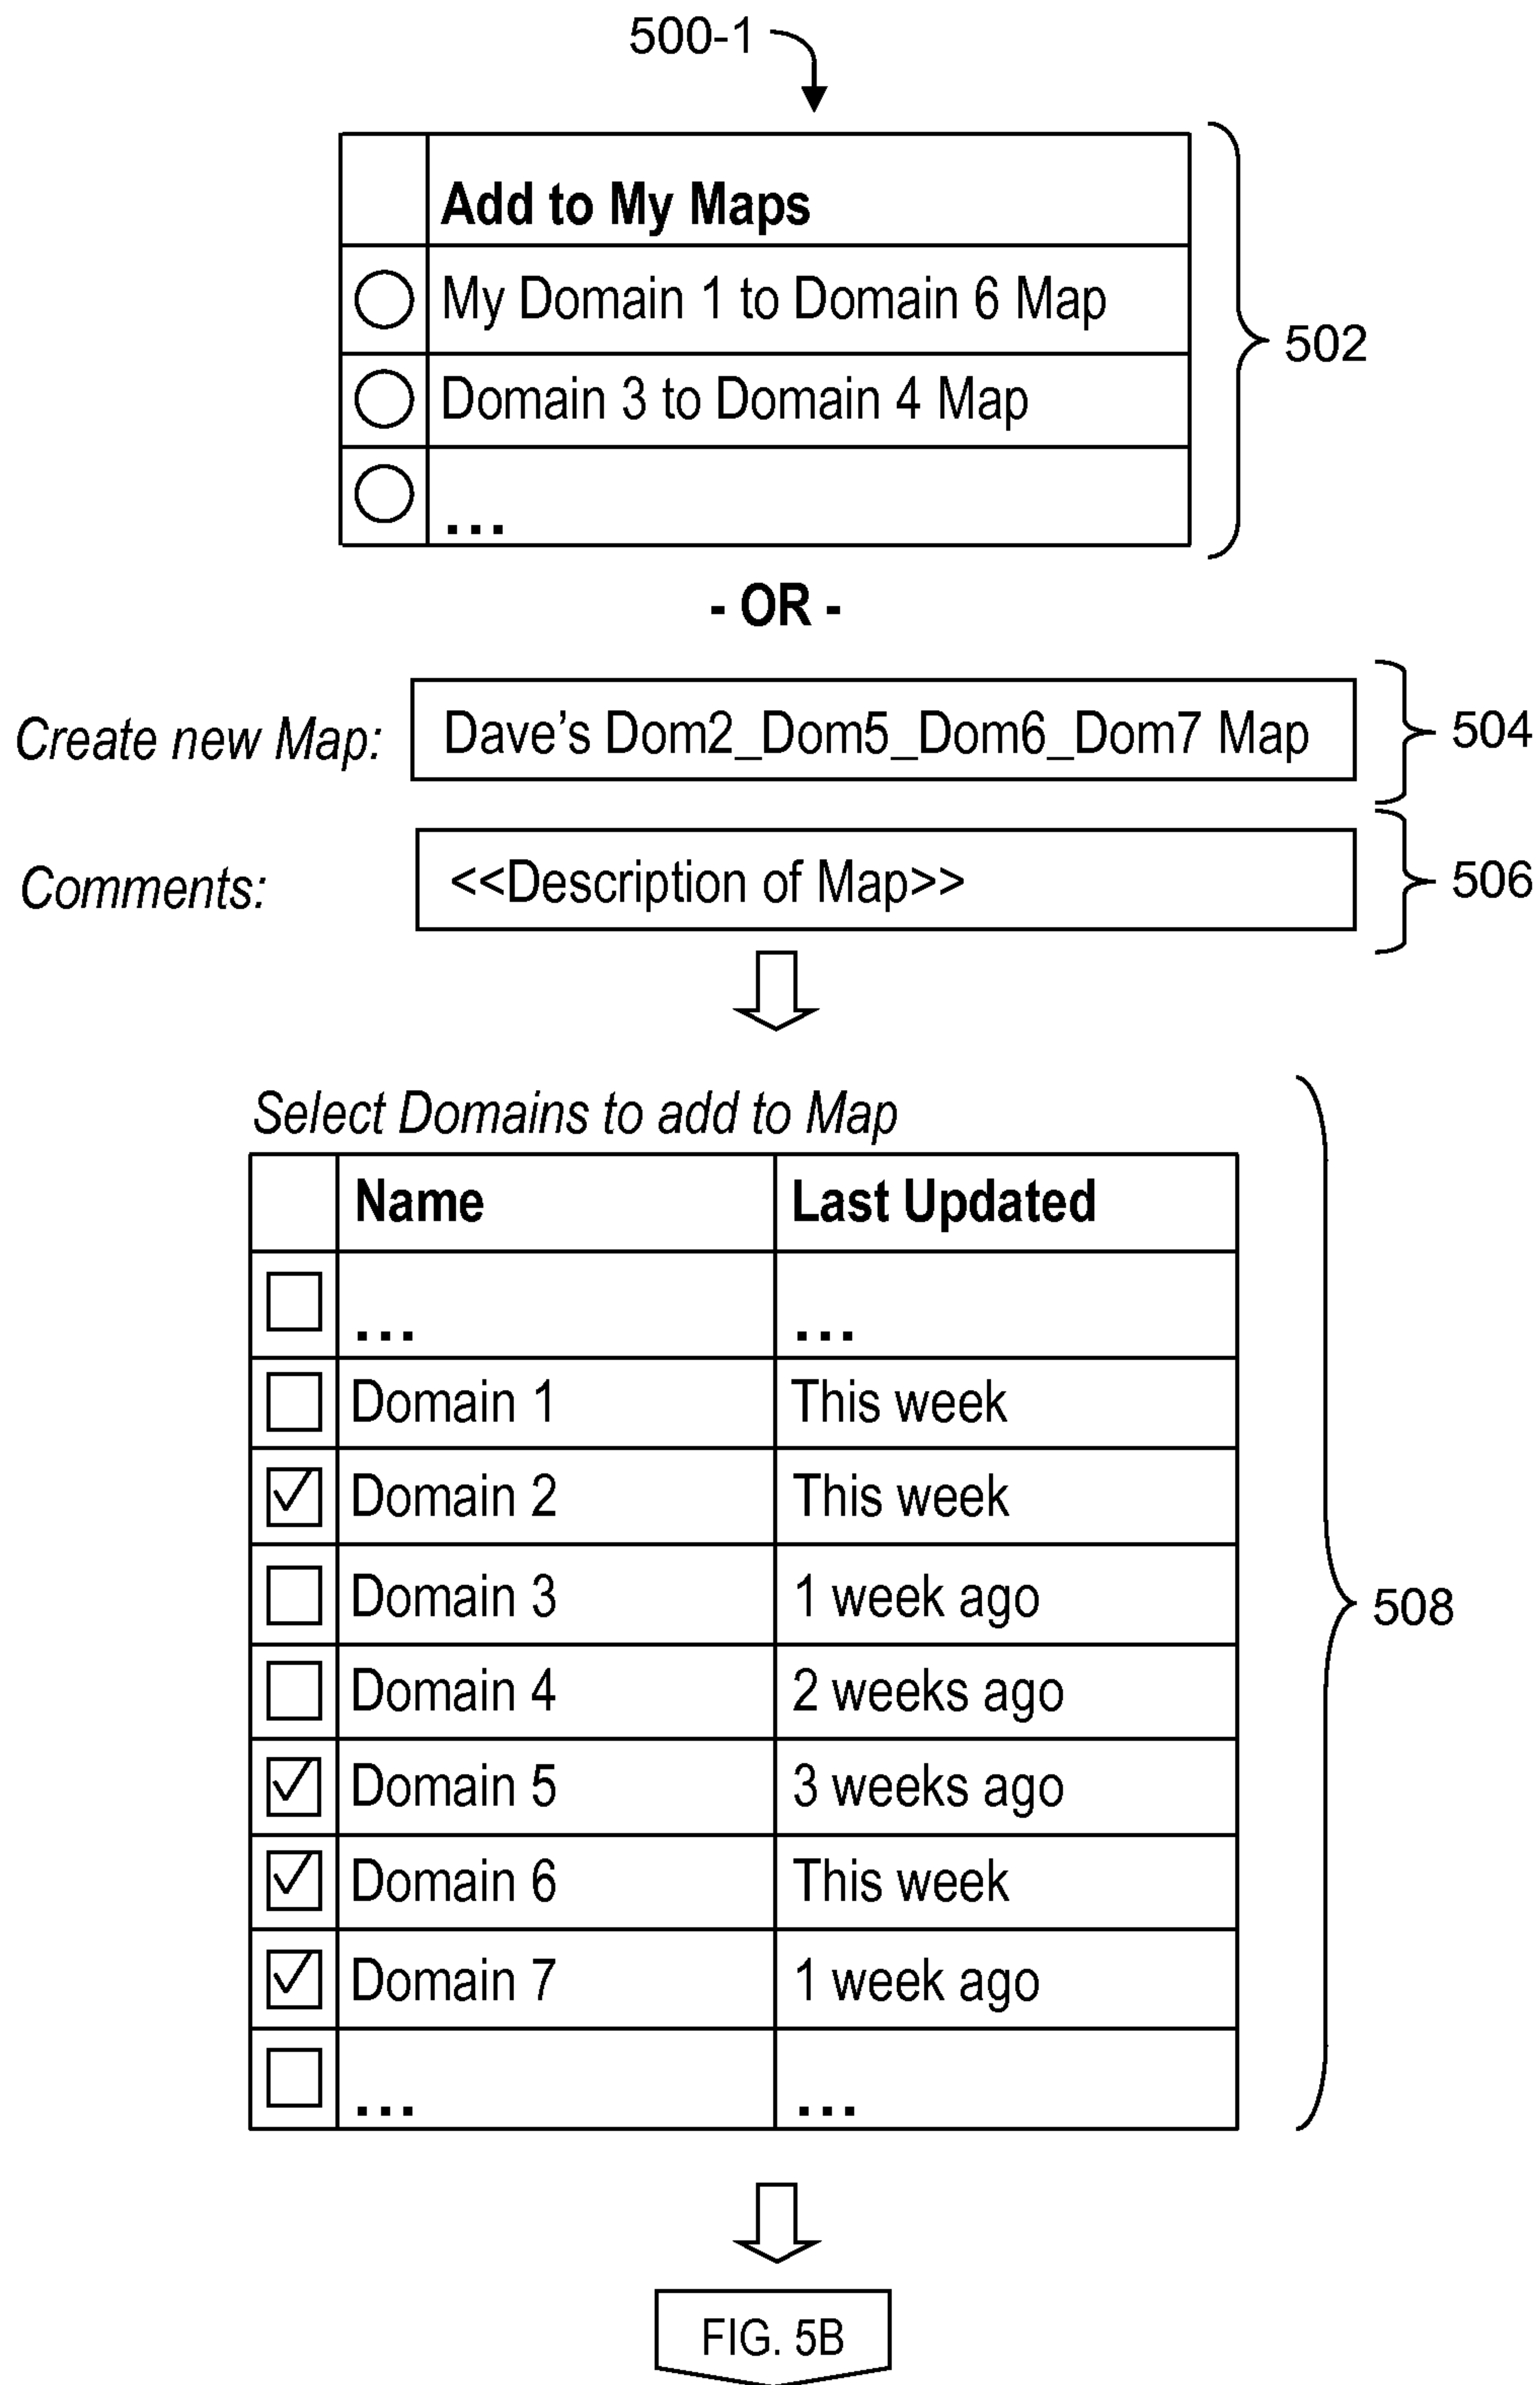 500-1
Add to My Maps
My Domain 1 to Domain 6 Map
502
Domain 3 to Domain 4 Map
...
- OR -
Create new Map: Dave's Dom2_Dom5_Dom6_Dom7 Map 504
Comments: <<Description of Map>> 506
Select Domains to add to Map
Name Last Updated
... ...
Domain 1 This week
Domain 2 This week
Domain 3 1 week ago
508
Domain 4 2 weeks ago
Domain 5 3 weeks ago
Domain 6 This week
Domain 7 1 week ago
... ...
FIG. 5B